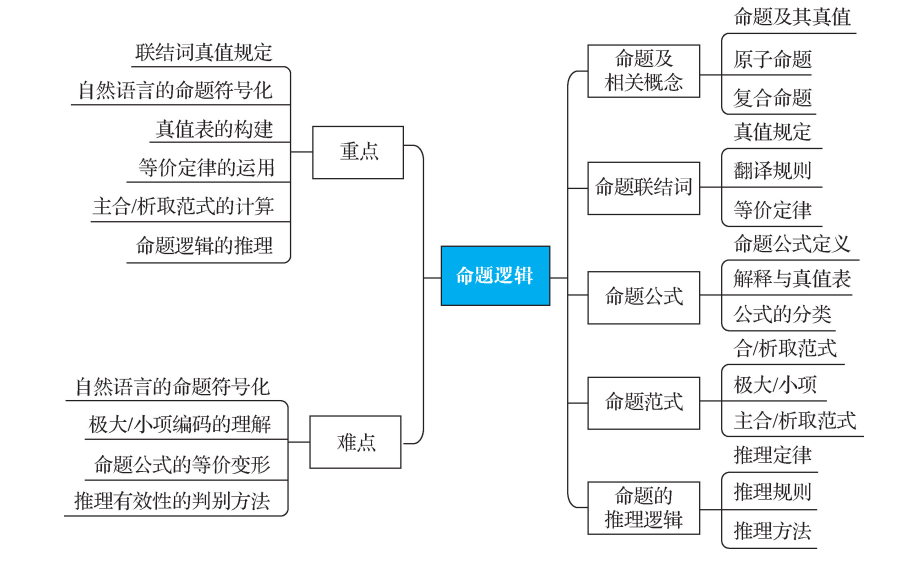 联结词真值规定
自然语言的命题符号化
真值表的构建
等价定律的运用
主合/析取范式的计算
命题逻辑的推理
重点
自然语言的命题符号化
极大/小项编码的理解
命题公式的等价变形
推理有效性的判别方法
难点
命题逻辑
命题及
相关概念
命题及其真值
原子命题
复合命题
命题联结词
真值规定
翻译规则
等价定律
命题公式
命题公式定义
解释与真值表
公式的分类
命题范式
合/析取范式
极大/小项
主合/析取范式
命题的
推理逻辑
推理定律
推理规则
推理方法